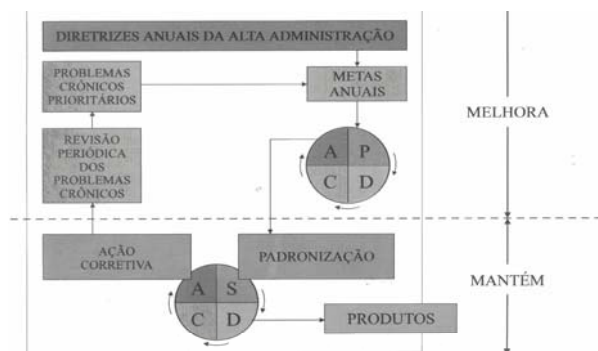 DIRETRIZES ANUAIS DA ALTA ADMINISTRAÇÃO
PROBLEMAS
CRÔNICOS
PRIORITÁRIOS
METAS
ANUAIS
MELHORA
REVISÃO
PERIÓDICA
DOS
PROBLEMAS
CRÔNICOS
A P
C D
AÇÃO
CORRETIVA
PADRONIZAÇÃO
A S
C D
MANTÉM
PRODUTOS